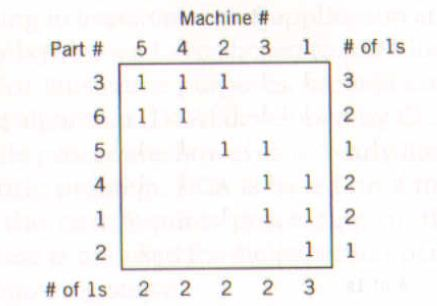 Machine #
Part # 5 4 2 3 1 # of 1s
3 1 1 1 3
6 1 1 2
5 1 1 1
4 1 1 2
1 1 1 2
2 1 1
# of 1s 2 2 2 2 3